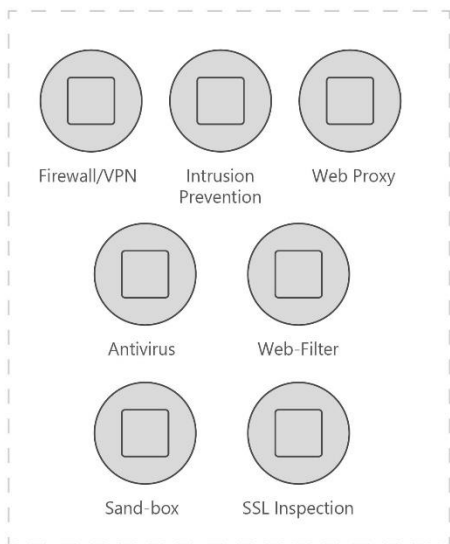 Firewall/VPN
Intrusion
Prevention
Web Proxy
Antivirus
Web-Filter
Sand-box
SSL Inspection